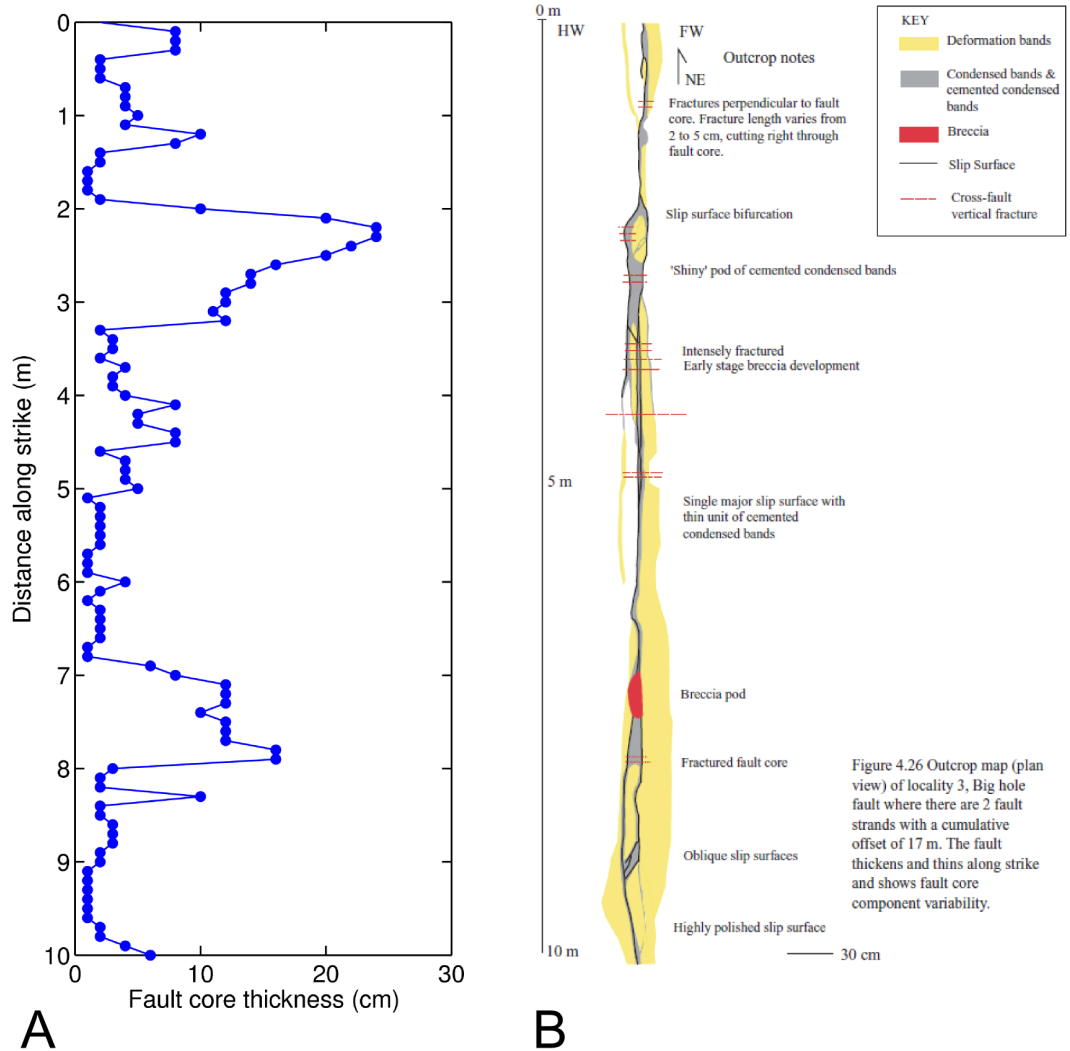 0
1
2
3
4
5
6
7
8
9
10
0
10
20
30
Distance along strike (m)
Fault core thickness (cm)
A
0 m
HW
FW
NE
Outcrop notes
Fractures perpendicular to fault
core. Fracture length varies from
2 to 5 cm, cutting right through
fault core.
Slip surface bifurcation
'Shiny' pod of cemented condensed bands
Intensely fractured
Early stage breccia development
5 m
Single major slip surface with
thin unit of cemented
condensed bands
Breccia pod
Fractured fault core
Oblique slip surfaces
Highly polished slip surface
10 m
30 cm
KEY
Deformation bands
Condensed bands &
cemented condensed
bands
Breccia
Slip Surface
Cross-fault
vertical fracture
Figure 4.26 Outcrop map (plan
view) of locality 3, Big hole
fault where there are 2 fault
strands with a cumulative
offset of 17 m. The fault
thickens and thins along strike
and shows fault core
component variability.
B